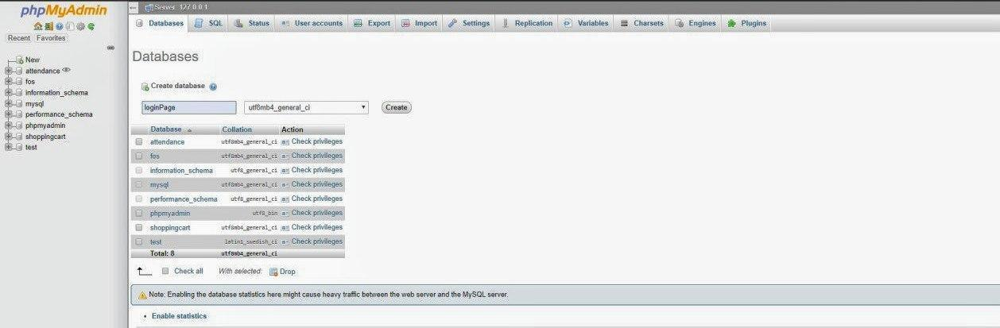 phpMyAdmin
Recent Favorites
New
attendance
fos
information_schema
mysql
performance_schema
phpmyadmin
shoppingcart
test
Server: 127.0.0.1
Databases SQL Status User accounts Export Import Settings Replication Variables Charsets Engines Plugins
Databases
Create database
loginPage utf8mb4_general_ci Create
Database Collation Action
attendance utf8mb4_general_ci Check privileges
fos utf8mb4_general_ci Check privileges
information_schema utf8_general_ci Check privileges
mysql utf8mb4_general_ci Check privileges
performance_schema utf8_general_ci Check privileges
phpmyadmin utf8_bin Check privileges
shoppingcart utf8mb4_general_ci Check privileges
test latin1_swedish_ci Check privileges
Total: 8 utf8mb4_general_ci
Check all With selected: Drop
Note: Enabling the database statistics here might cause heavy traffic between the web server and the MySQL server.
Enable statistics